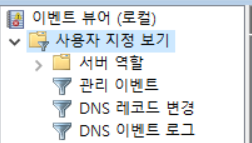 이벤트 뷰어 (로컬)
사용자 지정 보기
서버 역할
관리 이벤트
DNS 레코드 변경
DNS 이벤트 로그